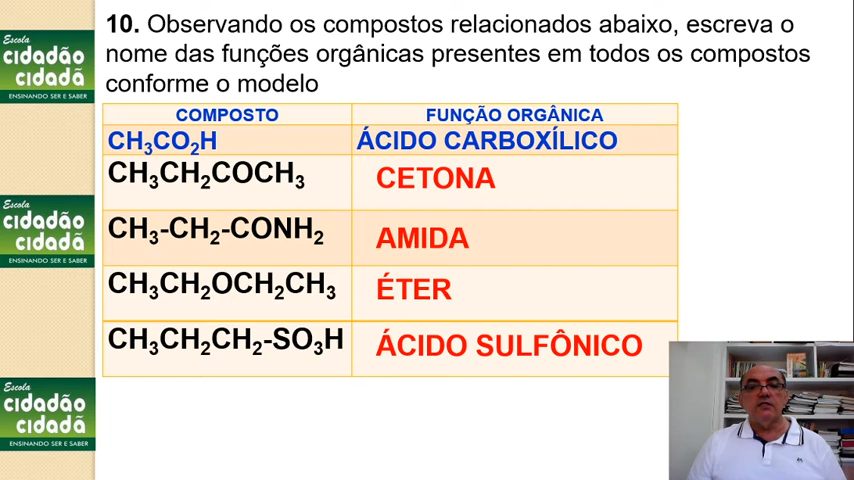 10. Observando os compostos relacionados abaixo, escreva o
nome das funções orgânicas presentes em todos os compostos
conforme o modelo
COMPOSTO FUNÇÃO ORGÂNICA
CH₃CO₂H ÁCIDO CARBOXÍLICO
CH₃CH₂COCH₃ CETONA
CH₃-CH₂-CONH₂ AMIDA
CH₃CH₂OCH₂CH₃ ÉTER
CH₃CH₂CH₂-SO₃H ÁCIDO SULFÔNICO
Escola
cidadão
cidadã
ENSINANDO SER E SABER
Escola
cidadão
cidadã
ENSINANDO SER E SABER
Escola
cidadão
cidadã
ENSINANDO SER E SABER